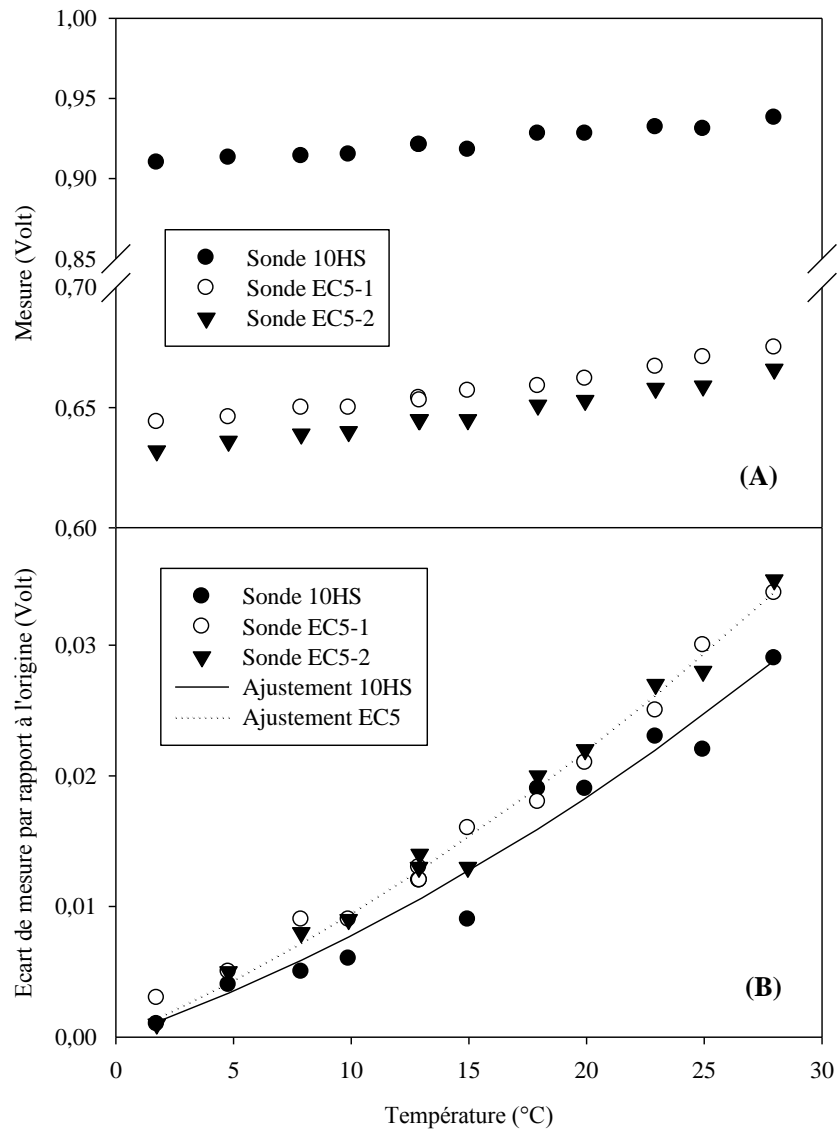 1,00
0,95
0,90
0,85
0,70
0,65
0,60
Mesure (Volt)
Sonde 10HS
Sonde EC5-1
Sonde EC5-2
(A)
Ecart de mesure par rapport à l'origine (Volt)
Sonde 10HS
Sonde EC5-1
Sonde EC5-2
Ajustement 10HS
Ajustement EC5
0,03
0,02
0,01
0,00
(B)
0 5 10 15 20 25 30
Température (°C)